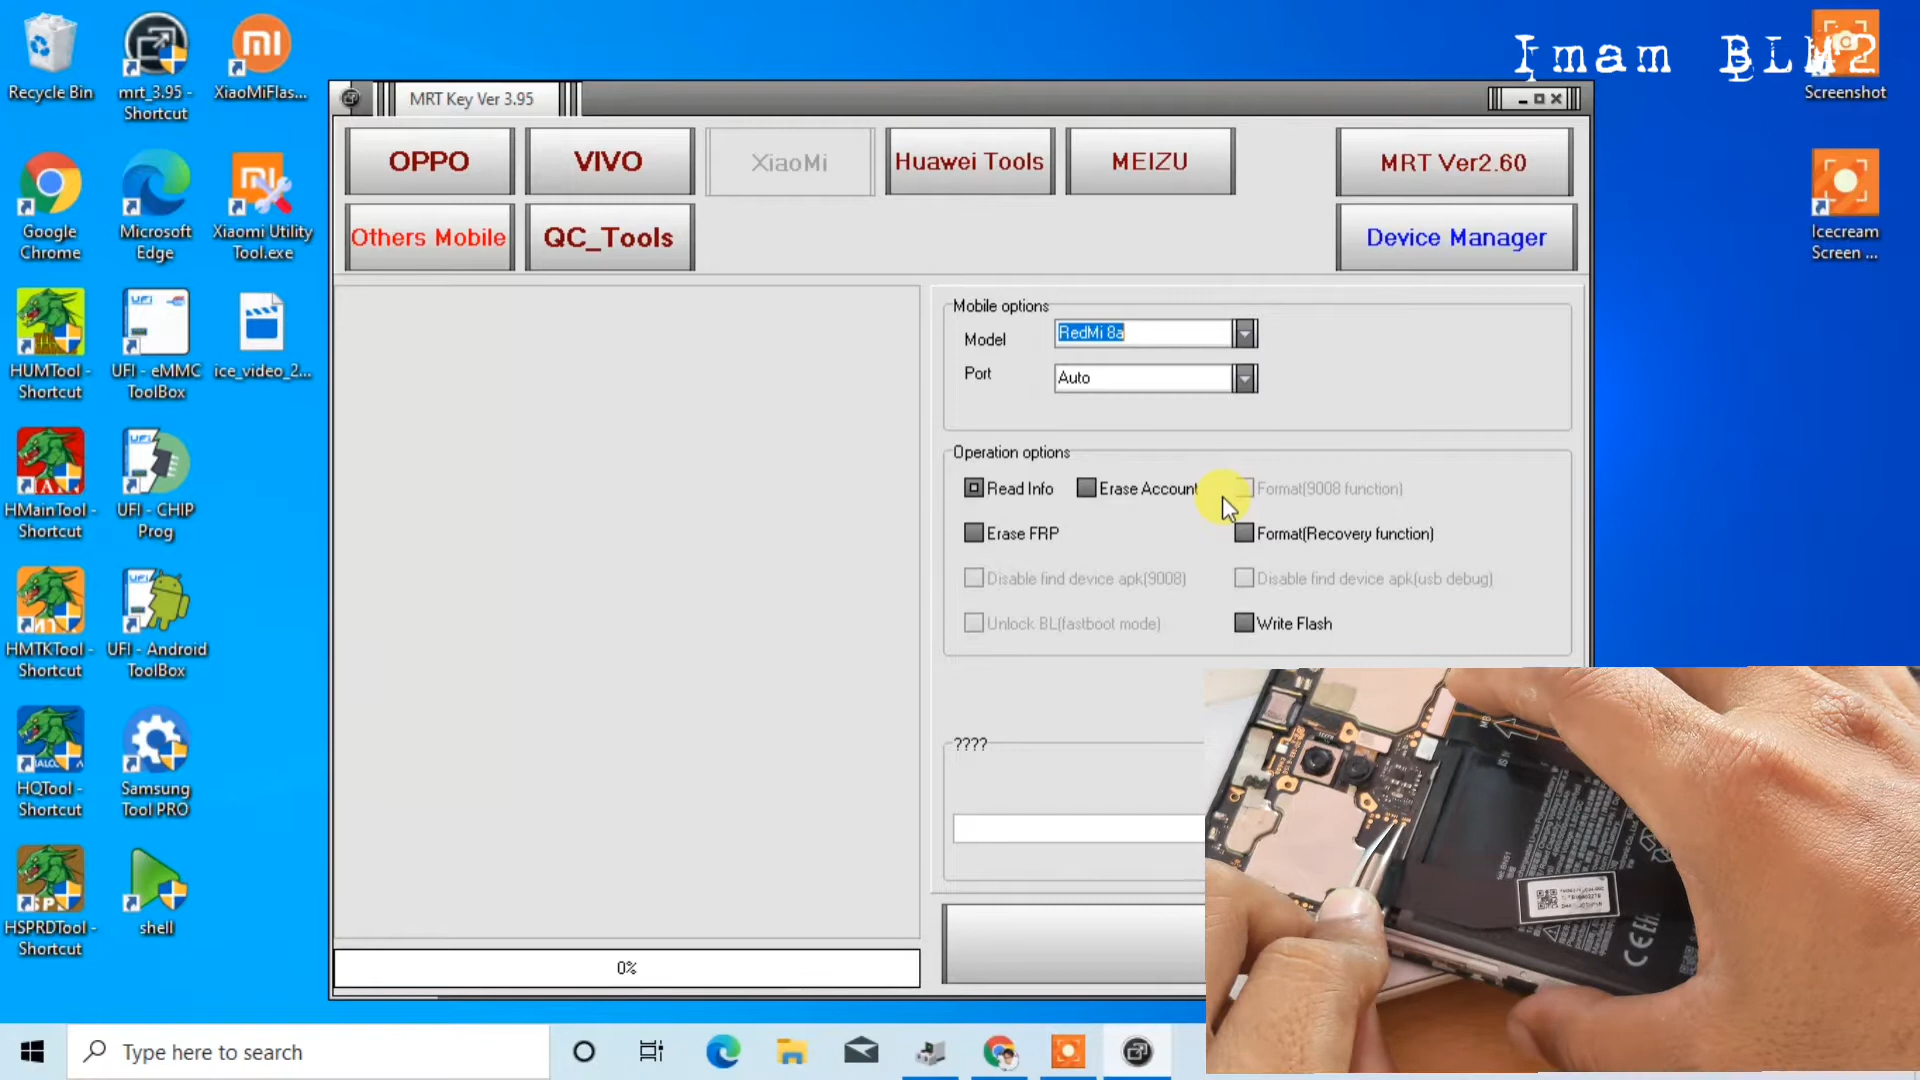 Imam BLM2
Recycle Bin
mrt_3.95 -
Shortcut
XiaoMiFlas...
Screenshot
Google
Chrome
Microsoft
Edge
Xiaomi Utility
Tool.exe
Icecream
Screen ...
HUMTool -
Shortcut
UFI - eMMC
ToolBox
ice_video_2...
HMainTool -
Shortcut
UFI - CHIP
Prog
HMTKTool -
Shortcut
UFI - Android
ToolBox
HQTool -
Shortcut
Samsung
Tool PRO
HSPRDTool -
Shortcut
shell
MRT Key Ver 3.95
OPPO
VIVO
XiaoMi
Huawei Tools
MEIZU
MRT Ver2.60
Others Mobile
QC_Tools
Device Manager
Mobile options
Model
RedMi 8a
Port
Auto
Operation options
Read Info
Erase Account
Format(9008 function)
Erase FRP
Format(Recovery function)
Disable find device apk(9008)
Disable find device apk(usb debug)
Unlock BL(fastboot mode)
Write Flash
????
0%
Type here to search